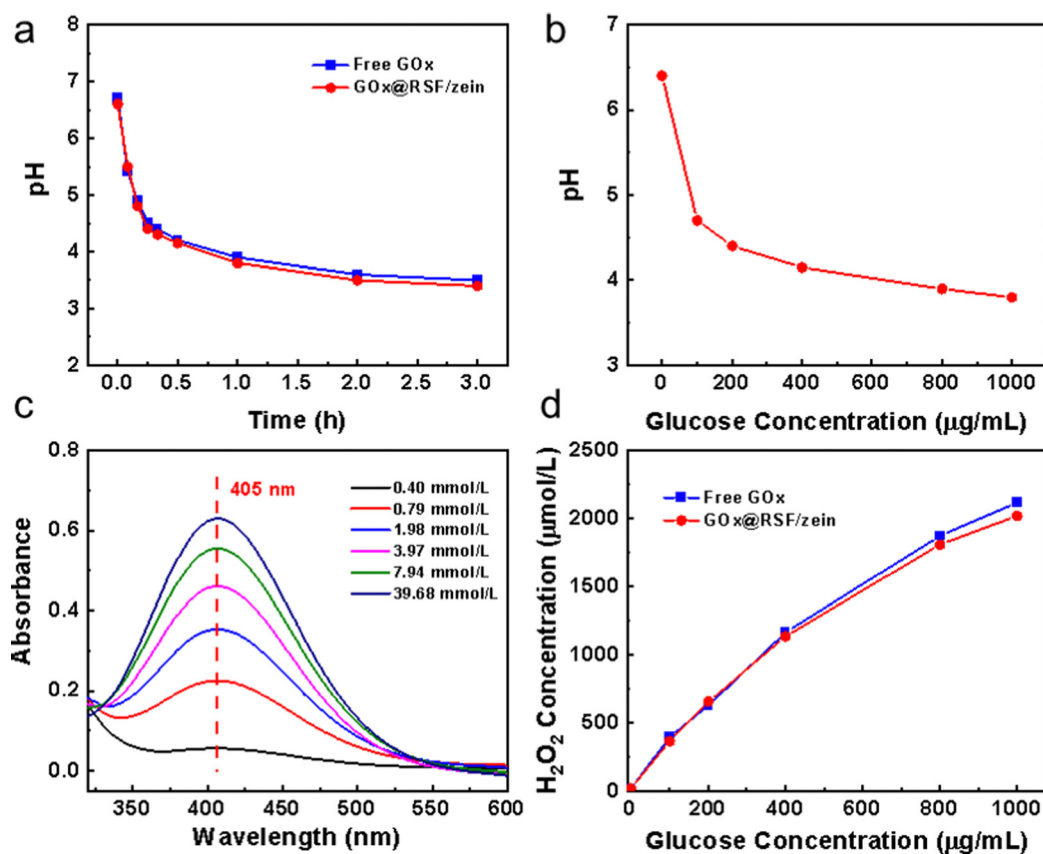 a
8
7
6
5
4
3
2
pH
0.0 0.5 1.0 1.5 2.0 2.5 3.0
Time (h)
Free GOx
GOx@RSF/zein
b
7
6
5
4
3
pH
0 200 400 600 800 1000
Glucose Concentration (μg/mL)
c
0.8
0.6
0.4
0.2
0.0
Absorbance
350 400 450 500 550 600
Wavelength (nm)
405 nm
0.40 mmol/L
0.79 mmol/L
1.98 mmol/L
3.97 mmol/L
7.94 mmol/L
39.68 mmol/L
d
2500
2000
1500
1000
500
0
H₂O₂ Concentration (μmol/L)
0 200 400 600 800 1000
Glucose Concentration (μg/mL)
Free GOx
GOx@RSF/zein